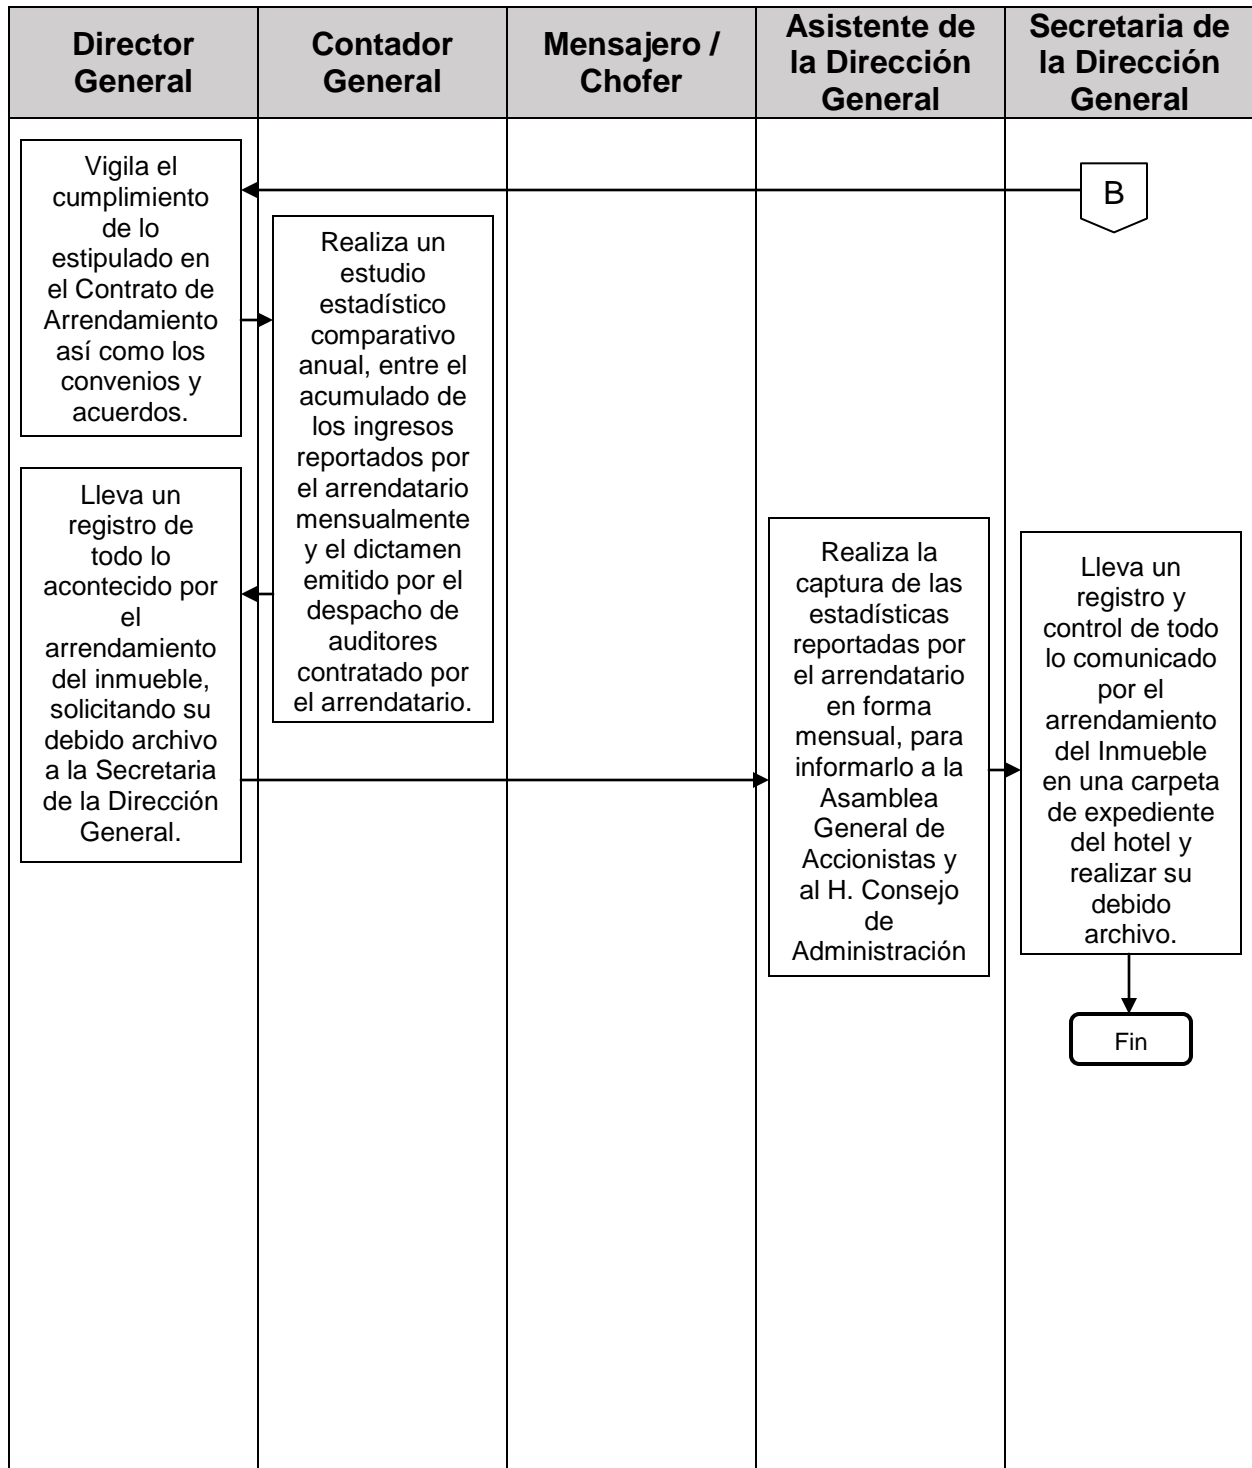 Director
General
Contador
General
Mensajero /
Chofer
Asistente de
la Dirección
General
Secretaria de
la Dirección
General
B
Vigila el
cumplimiento
de lo
estipulado en
el Contrato de
Arrendamiento
así como los
convenios y
acuerdos.
Realiza un
estudio
estadístico
comparativo
anual, entre el
acumulado de
los ingresos
reportados por
el arrendatario
mensualmente
y el dictamen
emitido por el
despacho de
auditores
contratado por
el arrendatario.
Lleva un
registro de
todo lo
acontecido por
el
arrendamiento
del inmueble,
solicitando su
debido archivo
a la Secretaria
de la Dirección
General.
Realiza la
captura de las
estadísticas
reportadas por
el arrendatario
en forma
mensual, para
informarlo a la
Asamblea
General de
Accionistas y
al H. Consejo
de
Administración
Lleva un
registro y
control de todo
lo comunicado
por el
arrendamiento
del Inmueble
en una carpeta
de expediente
del hotel y
realizar su
debido
archivo.
Fin